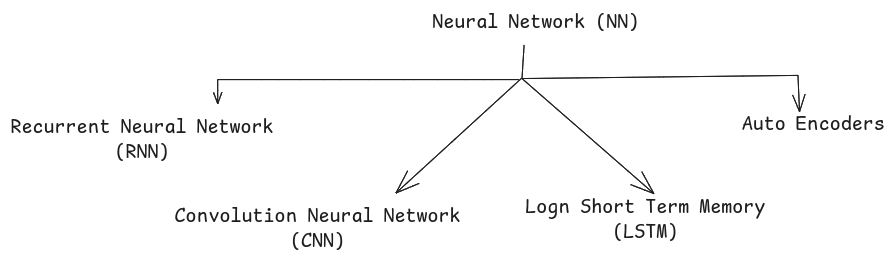 Neural Network (NN)
Recurrent Neural Network
(RNN)
Auto Encoders
Convolution Neural Network
(CNN)
Logn Short Term Memory
(LSTM)